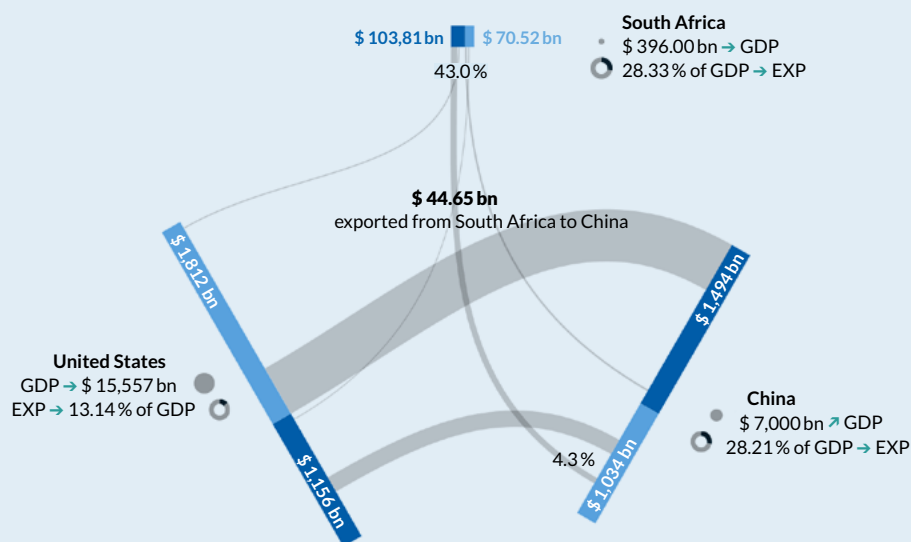 South Africa
$ 103,81 bn $ 70.52 bn
$ 396.00 bn → GDP
43.0 %
28.33 % of GDP → EXP
$ 44.65 bn
exported from South Africa to China
$ 1,812 bn
$ 1,494 bn
United States
GDP → $ 15,557 bn
EXP → 13.14 % of GDP
China
$ 7,000 bn ↗ GDP
28.21 % of GDP → EXP
4.3 %
$ 1,034 bn
$ 1,156 bn